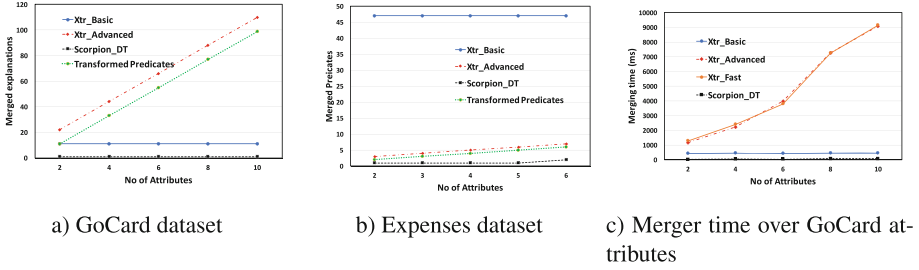 120
100
80
60
40
20
0
Merged explanations
Xtr_Basic
Xtr_Advanced
Scorpion_DT
Transformed Predicates
2 4 6 8 10
No of Attributes
a) GoCard dataset
50
45
40
35
30
25
20
15
10
5
0
Merged Preicates
Xtr_Basic
Xtr_Advanced
Scorpion_DT
Transformed Predicates
2 3 4 5 6
No of Attributes
b) Expenses dataset
10000
9000
8000
7000
6000
5000
4000
3000
2000
1000
0
Merging time (ms)
Xtr_Basic
Xtr_Advanced
Xtr_Fast
Scorpion_DT
2 4 6 8 10
No of Attributes
c) Merger time over GoCard at-
tributes